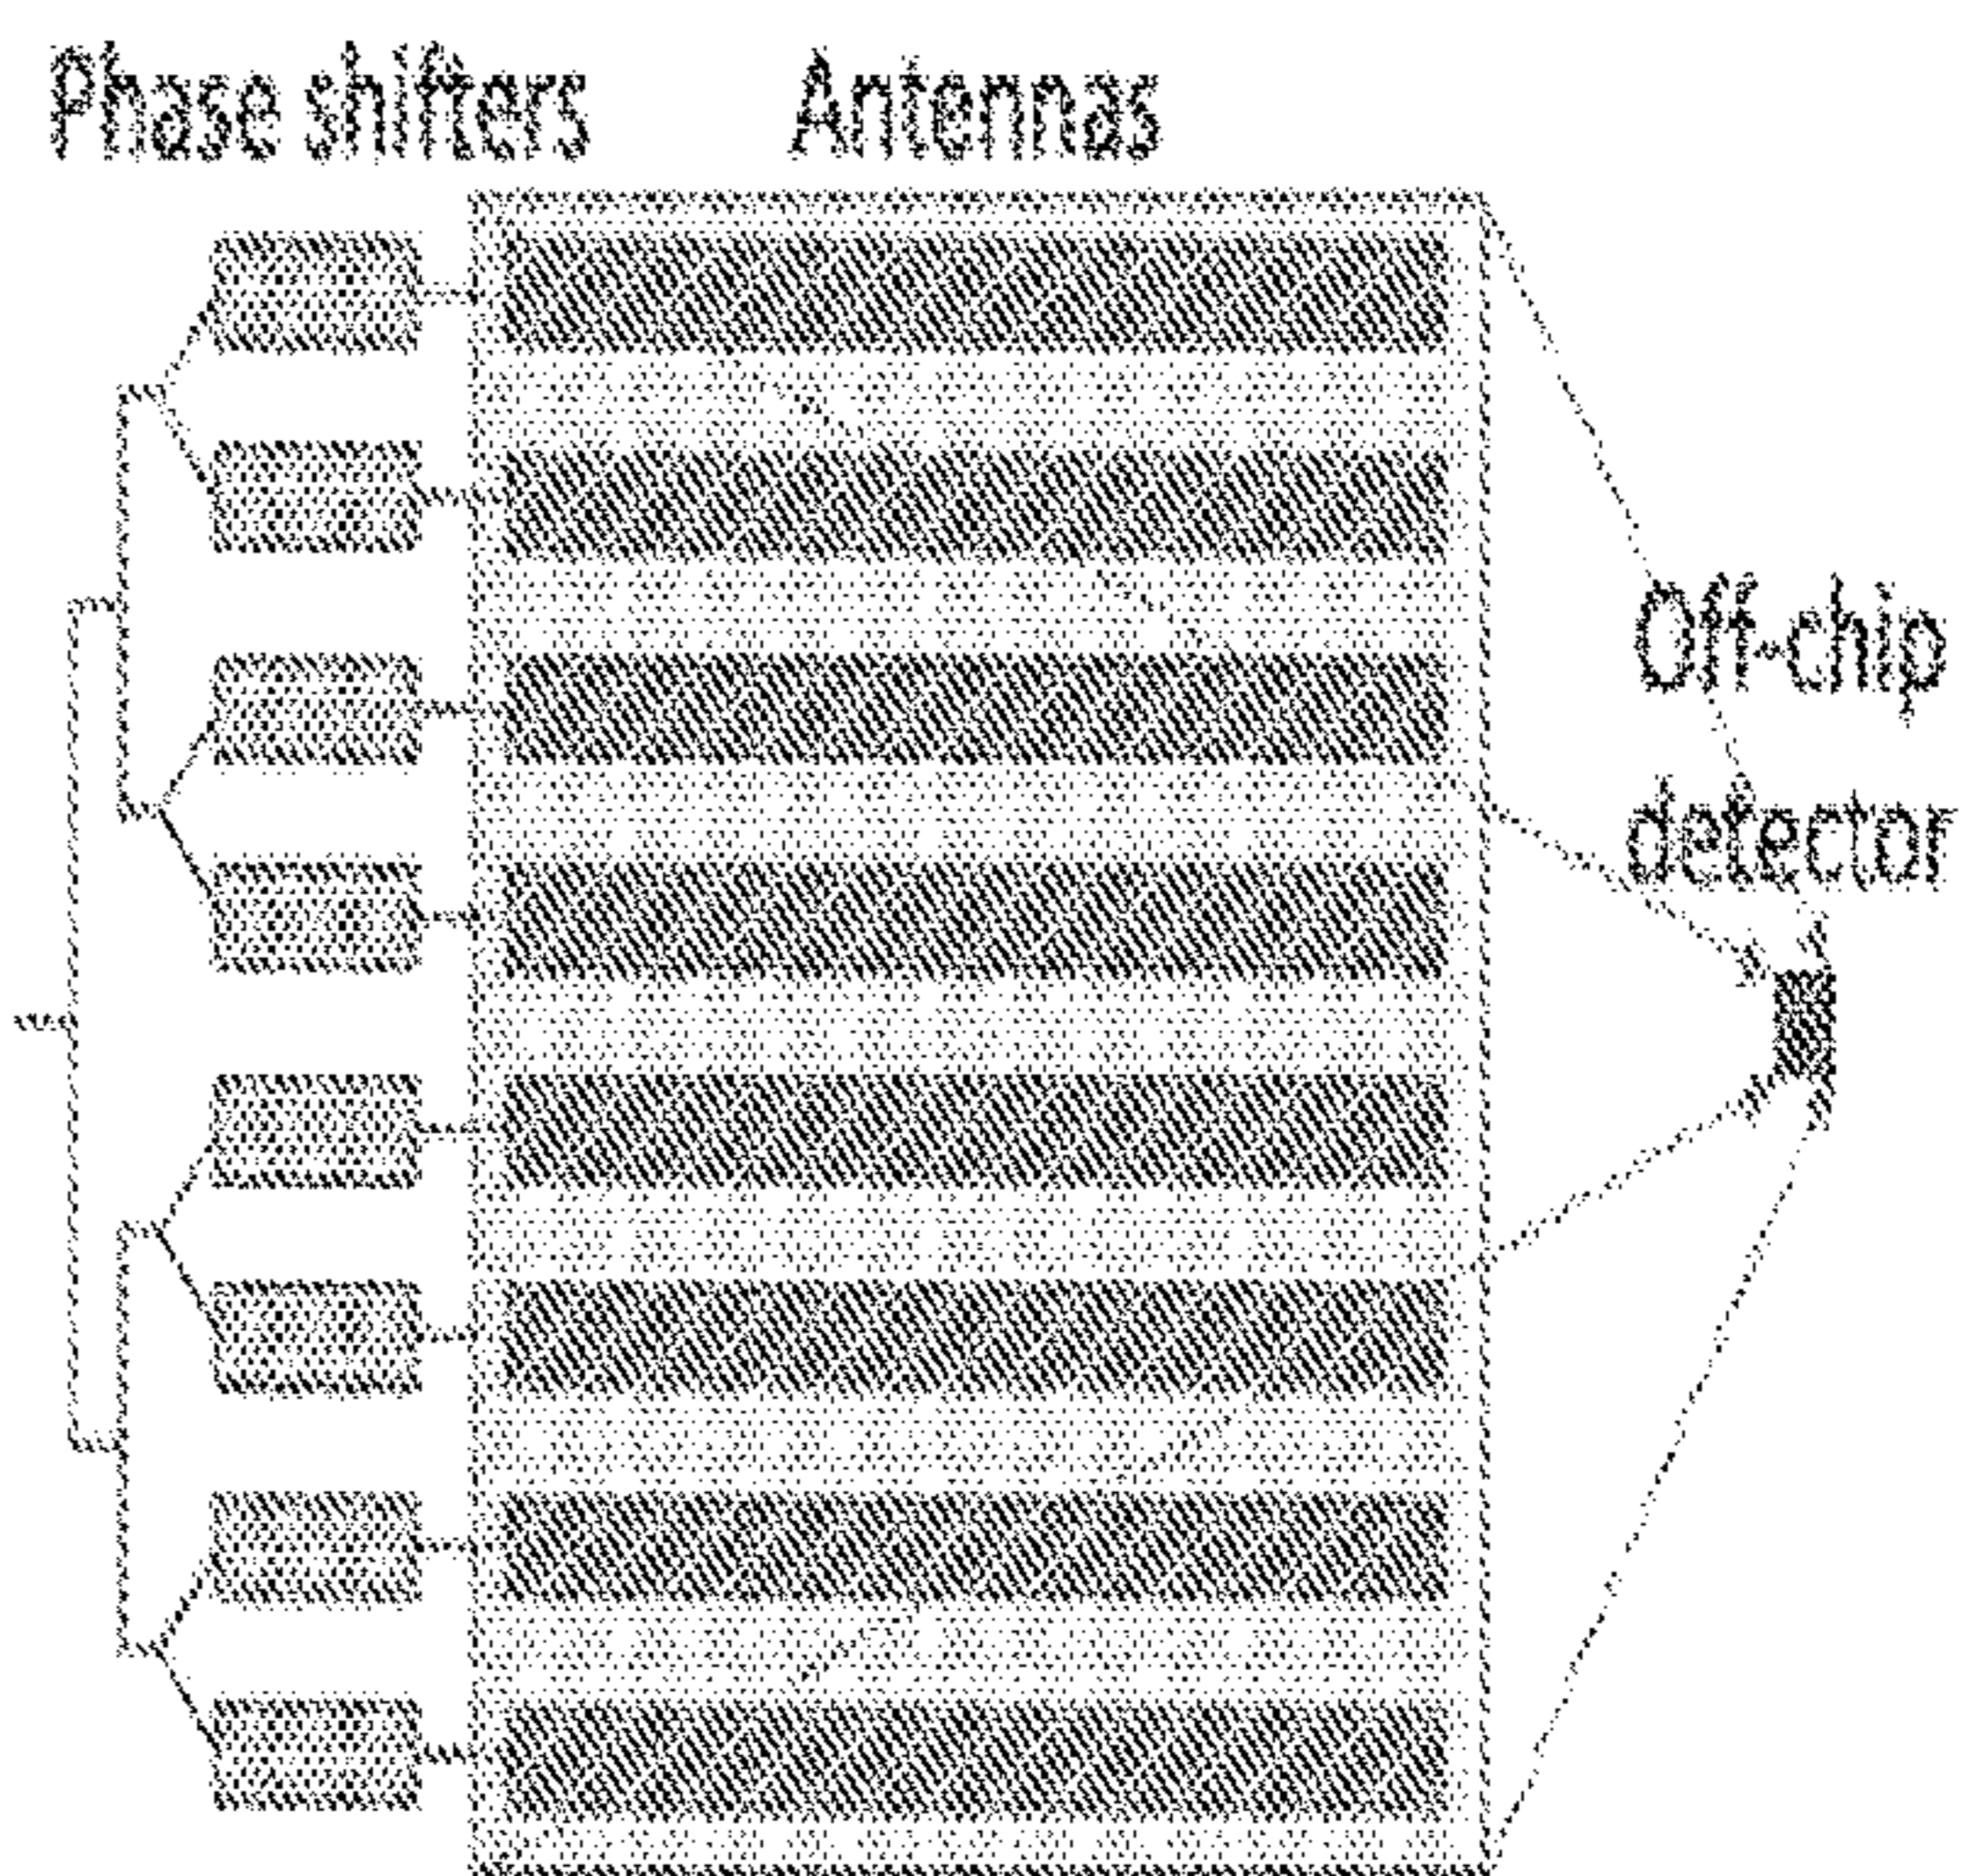 Phase shifters
Antennas
Off-chip
detector